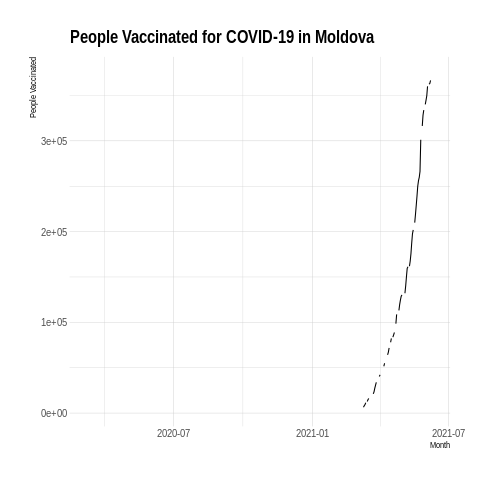 People Vaccinated for COVID-19 in Moldova
People Vaccinated
3e+05
2e+05
1e+05
0e+00
2020-07
2021-01
2021-07
Month